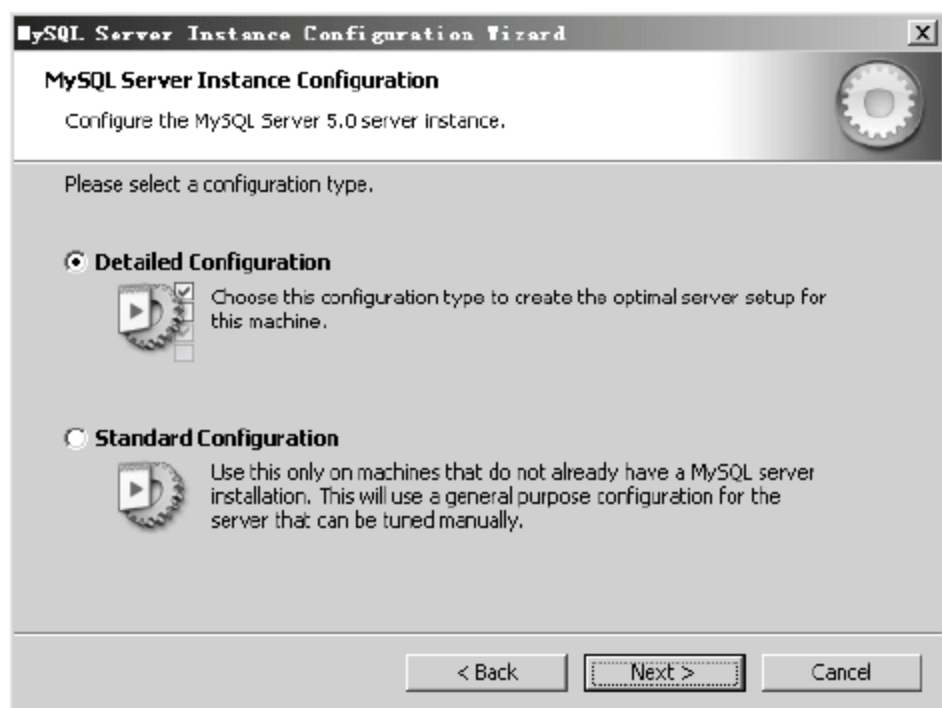 MySQL Server Instance Configuration Wizard
MySQL Server Instance Configuration
Configure the MySQL Server 5.0 server instance.
Please select a configuration type.
Detailed Configuration
Choose this configuration type to create the optimal server setup for
this machine.
Standard Configuration
Use this only on machines that do not already have a MySQL server
installation. This will use a general purpose configuration for the
server that can be tuned manually.
< Back
Next >
Cancel